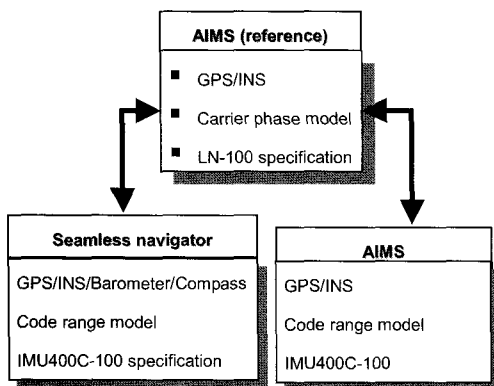 AIMS (reference)
■ GPS/INS
■ Carrier phase model
■ LN-100 specification
Seamless navigator
GPS/INS/Barometer/Compass
Code range model
IMU400C-100 specification
AIMS
GPS/INS
Code range model
IMU400C-100